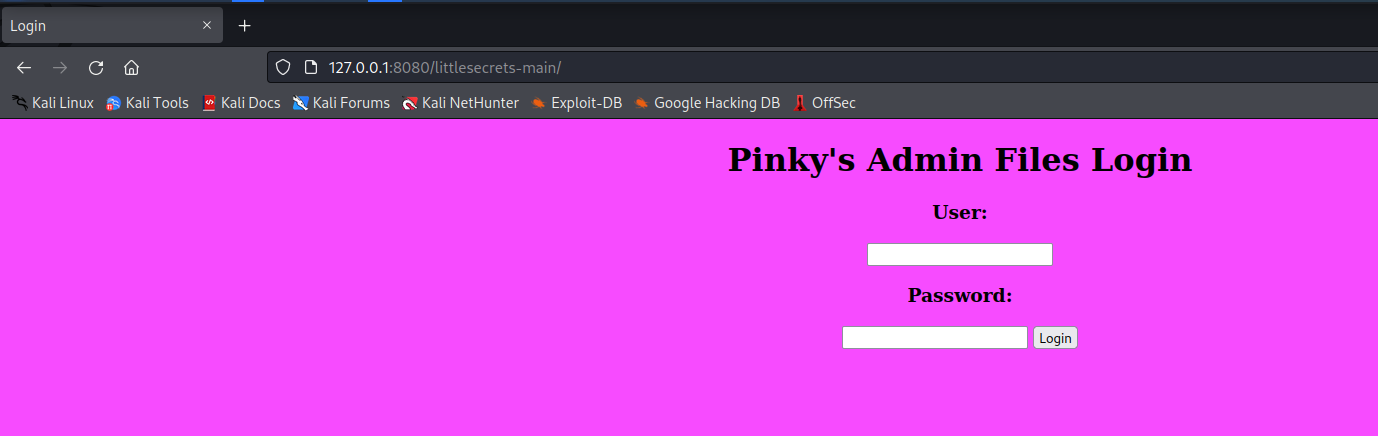 Login
127.0.0.1:8080/littlesecrets-main/
Kali Linux Kali Tools Kali Docs Kali Forums Kali NetHunter Exploit-DB Google Hacking DB OffSec
Pinky's Admin Files Login
User:
Password:
Login